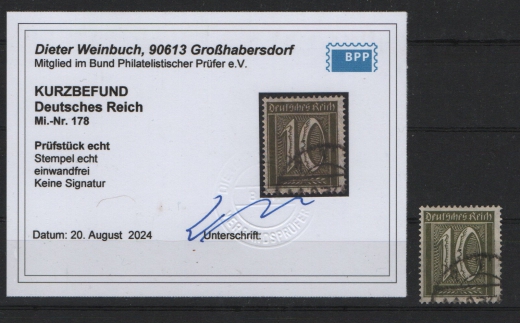 Dieter Weinbuch, 90613 Großhabersdorf
Mitglied im Bund Philatelistischer Prüfer e.V.
BPP
KURZBEFUND
Deutsches Reich
Mi.-Nr. 178
Prüfstück echt
Stempel echt
einwandfrei
Keine Signatur
Deutsches Reich
10
Datum: 20. August 2024
Unterschrift:
Deutsches Reich
10